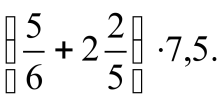 (5/6 + 2 2/5) · 7,5.